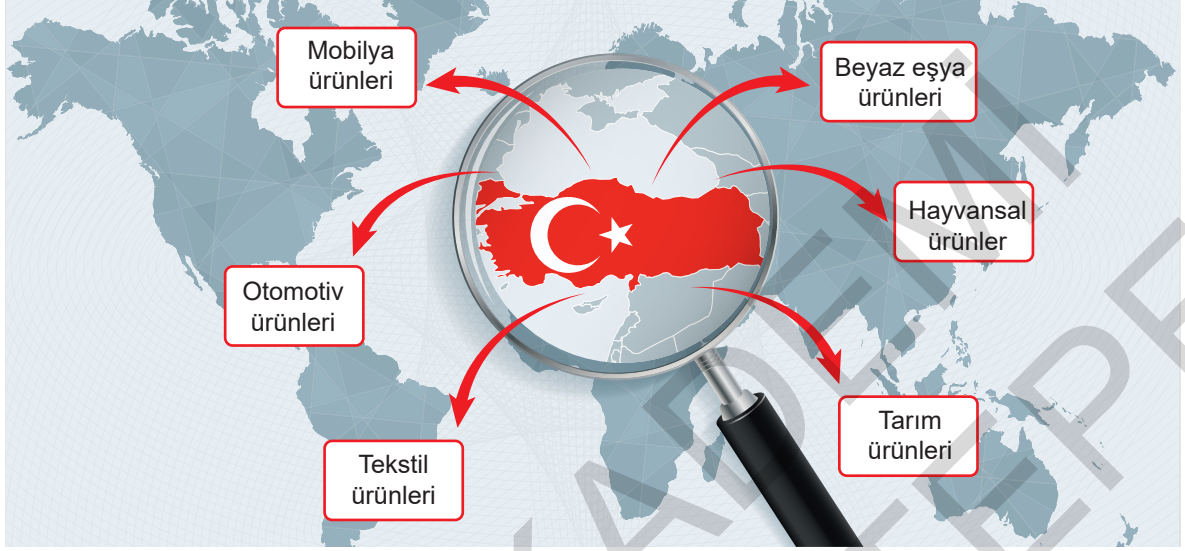 Mobilya
ürünleri
Beyaz eşya
ürünleri
Hayvansal
ürünler
Otomotiv
ürünleri
Tarım
ürünleri
Tekstil
ürünleri